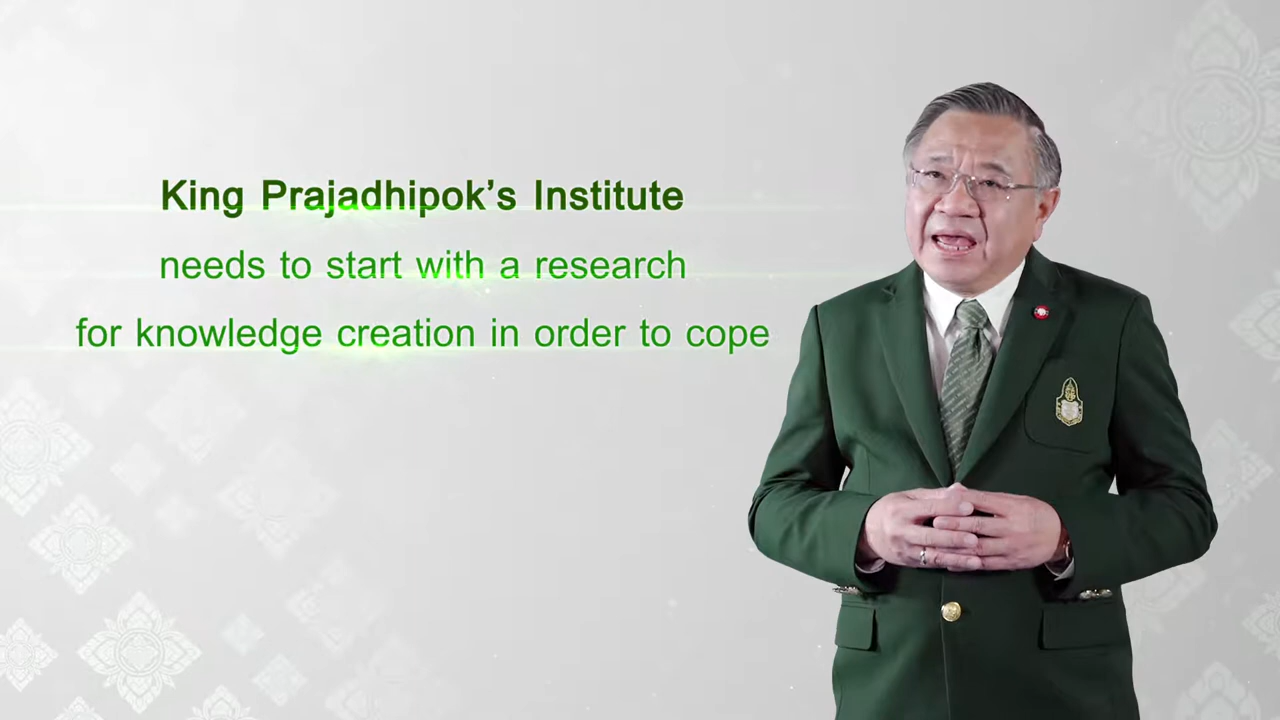 King Prajadhipok’s Institute
needs to start with a research
for knowledge creation in order to cope